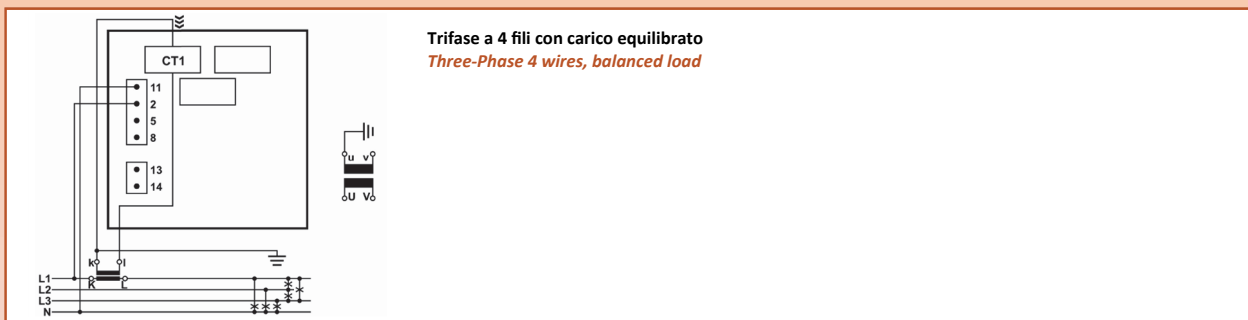 Trifase a 4 fili con carico equilibrato
Three-Phase 4 wires, balanced load
CT1
11
2
5
8
13
14
u v
U V
k l
L1
K L
L2
L3
N